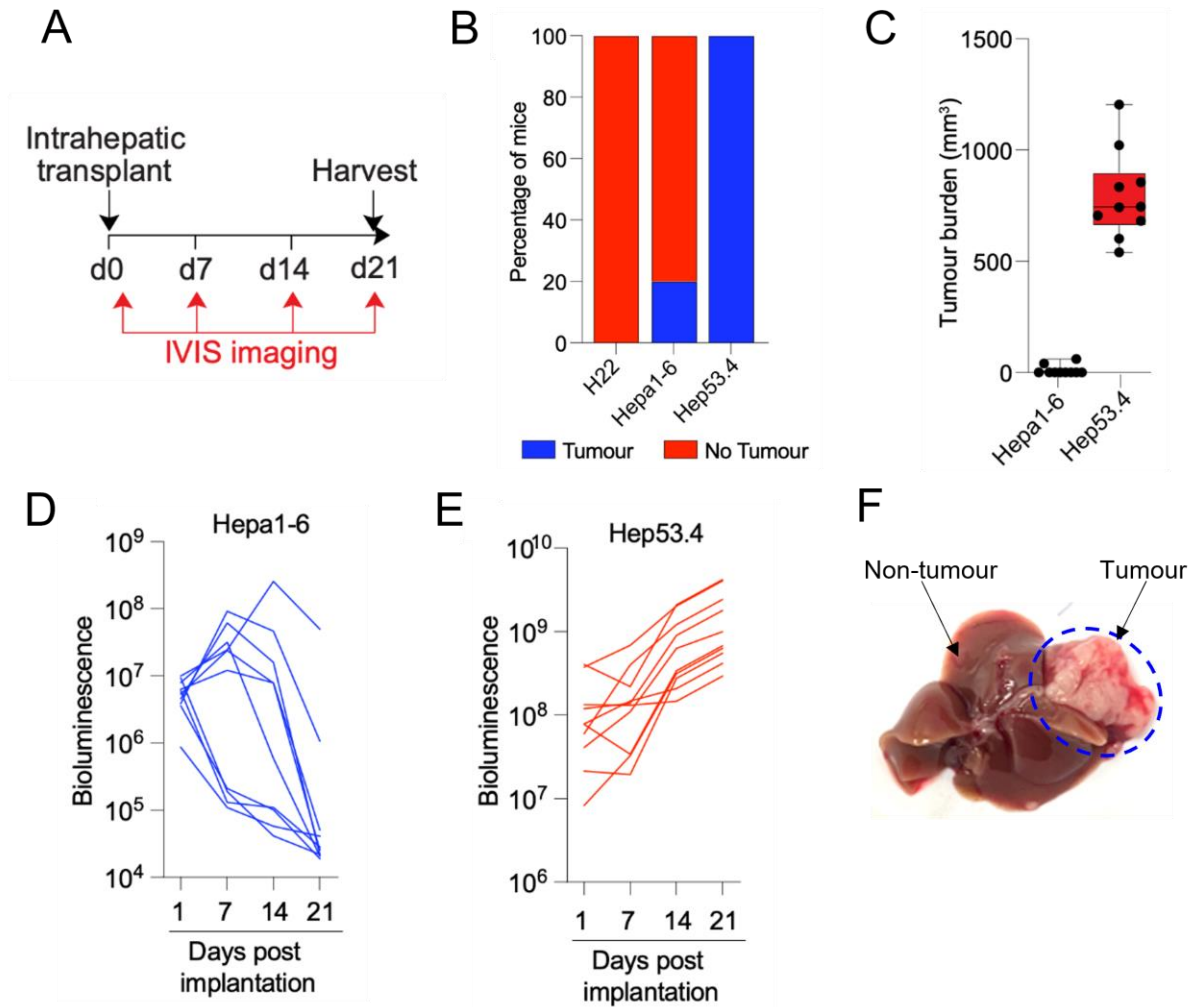 A
Intrahepatic
transplant
Harvest
d0 d7 d14 d21
IVIS imaging
B
Percentage of mice
100
80
60
40
20
0
H22 Hepa1-6 Hep53.4
Tumour No Tumour
C
Tumour burden (mm³)
1500
1000
500
0
Hepa1-6 Hep53.4
D
Hepa1-6
Bioluminescence
10⁹
10⁸
10⁷
10⁶
10⁵
10⁴
1 7 14 21
Days post
implantation
E
Hep53.4
Bioluminescence
10¹⁰
10⁹
10⁸
10⁷
10⁶
1 7 14 21
Days post
implantation
F
Non-tumour Tumour